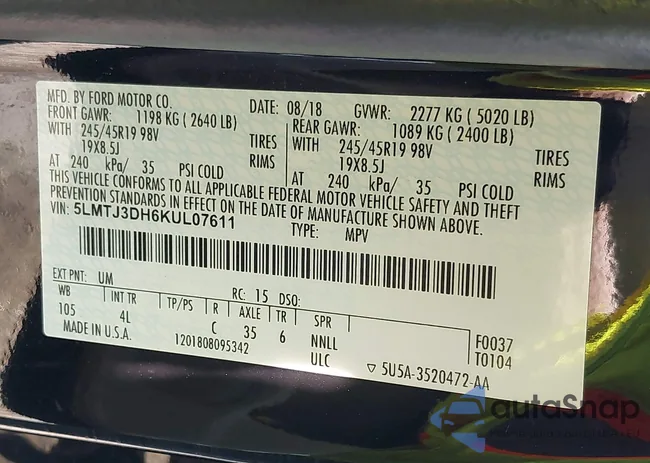 MFD. BY FORD MOTOR CO. DATE: 08/18 GVWR: 2277 KG (5020 LB)
FRONT GAWR: 1198 KG (2640 LB) REAR GAWR: 1089 KG (2400 LB)
WITH 245/45R19 98V TIRES WITH 245/45R19 98V TIRES
19X8.5J RIMS 19X8.5J RIMS
AT 240 kPa/ 35 PSI COLD AT 240 kPa/ 35 PSI COLD
THIS VEHICLE CONFORMS TO ALL APPLICABLE FEDERAL MOTOR VEHICLE SAFETY AND THEFT
PREVENTION STANDARDS IN EFFECT ON THE DATE OF MANUFACTURE SHOWN ABOVE.
VIN: 5LMTJ3DH6KUL07611
TYPE: MPV
EXT PNT: UM RC: 15 DSO:
WB INT TR TP/PS R AXLE TR SPR
105 4L C 35 6 NNLL F0037
MADE IN U.S.A. 1201808095342 ULC T0104
▽ 5U5A-3520472-AA
autoSnap